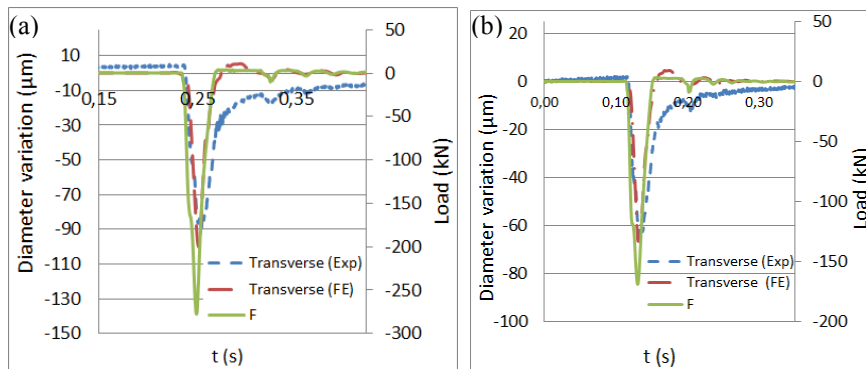 (a)
Diameter variation (µm)
10
-10
-30
-50
-70
-90
-110
-130
-150
0,15
0,25
0,35
50
0
-50
-100
-150
-200
-250
-300
Load (kN)
Transverse (Exp)
Transverse (FE)
F
t (s)
(b)
Diameter variation (µm)
20
0
-20
-40
-60
-80
-100
0,00
0,10
0,20
0,30
50
0
-50
-100
-150
-200
Load (kN)
Transverse (Exp)
Transverse (FE)
F
t (s)